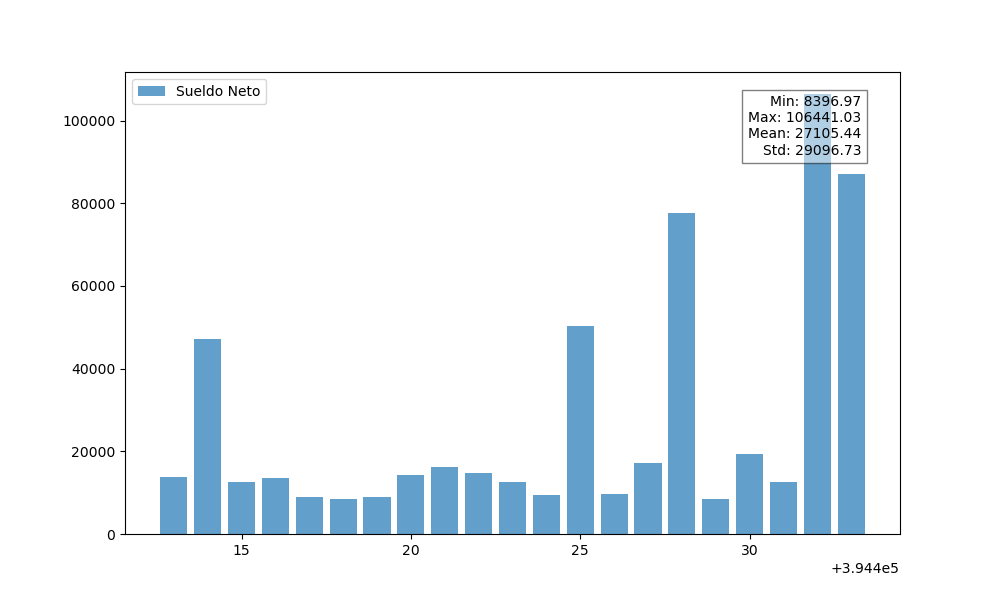 Sueldo Neto
Min: 8396.97
Max: 106441.03
Mean: 27105.44
Std: 29096.73
100000
80000
60000
40000
20000
0
15 20 25 30
+3.944e5